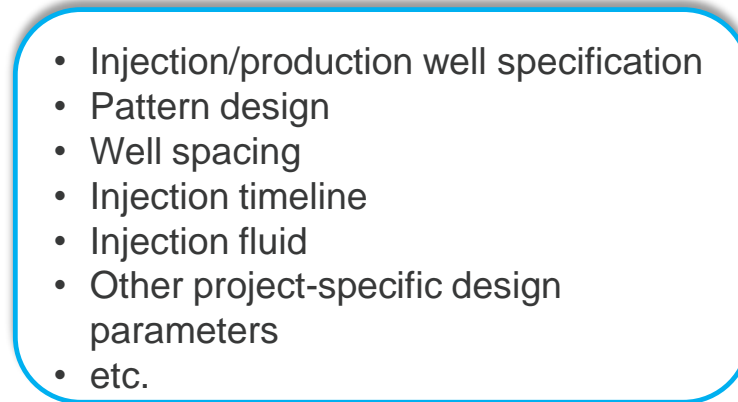 • Injection/production well specification
• Pattern design
• Well spacing
• Injection timeline
• Injection fluid
• Other project-specific design
parameters
• etc.